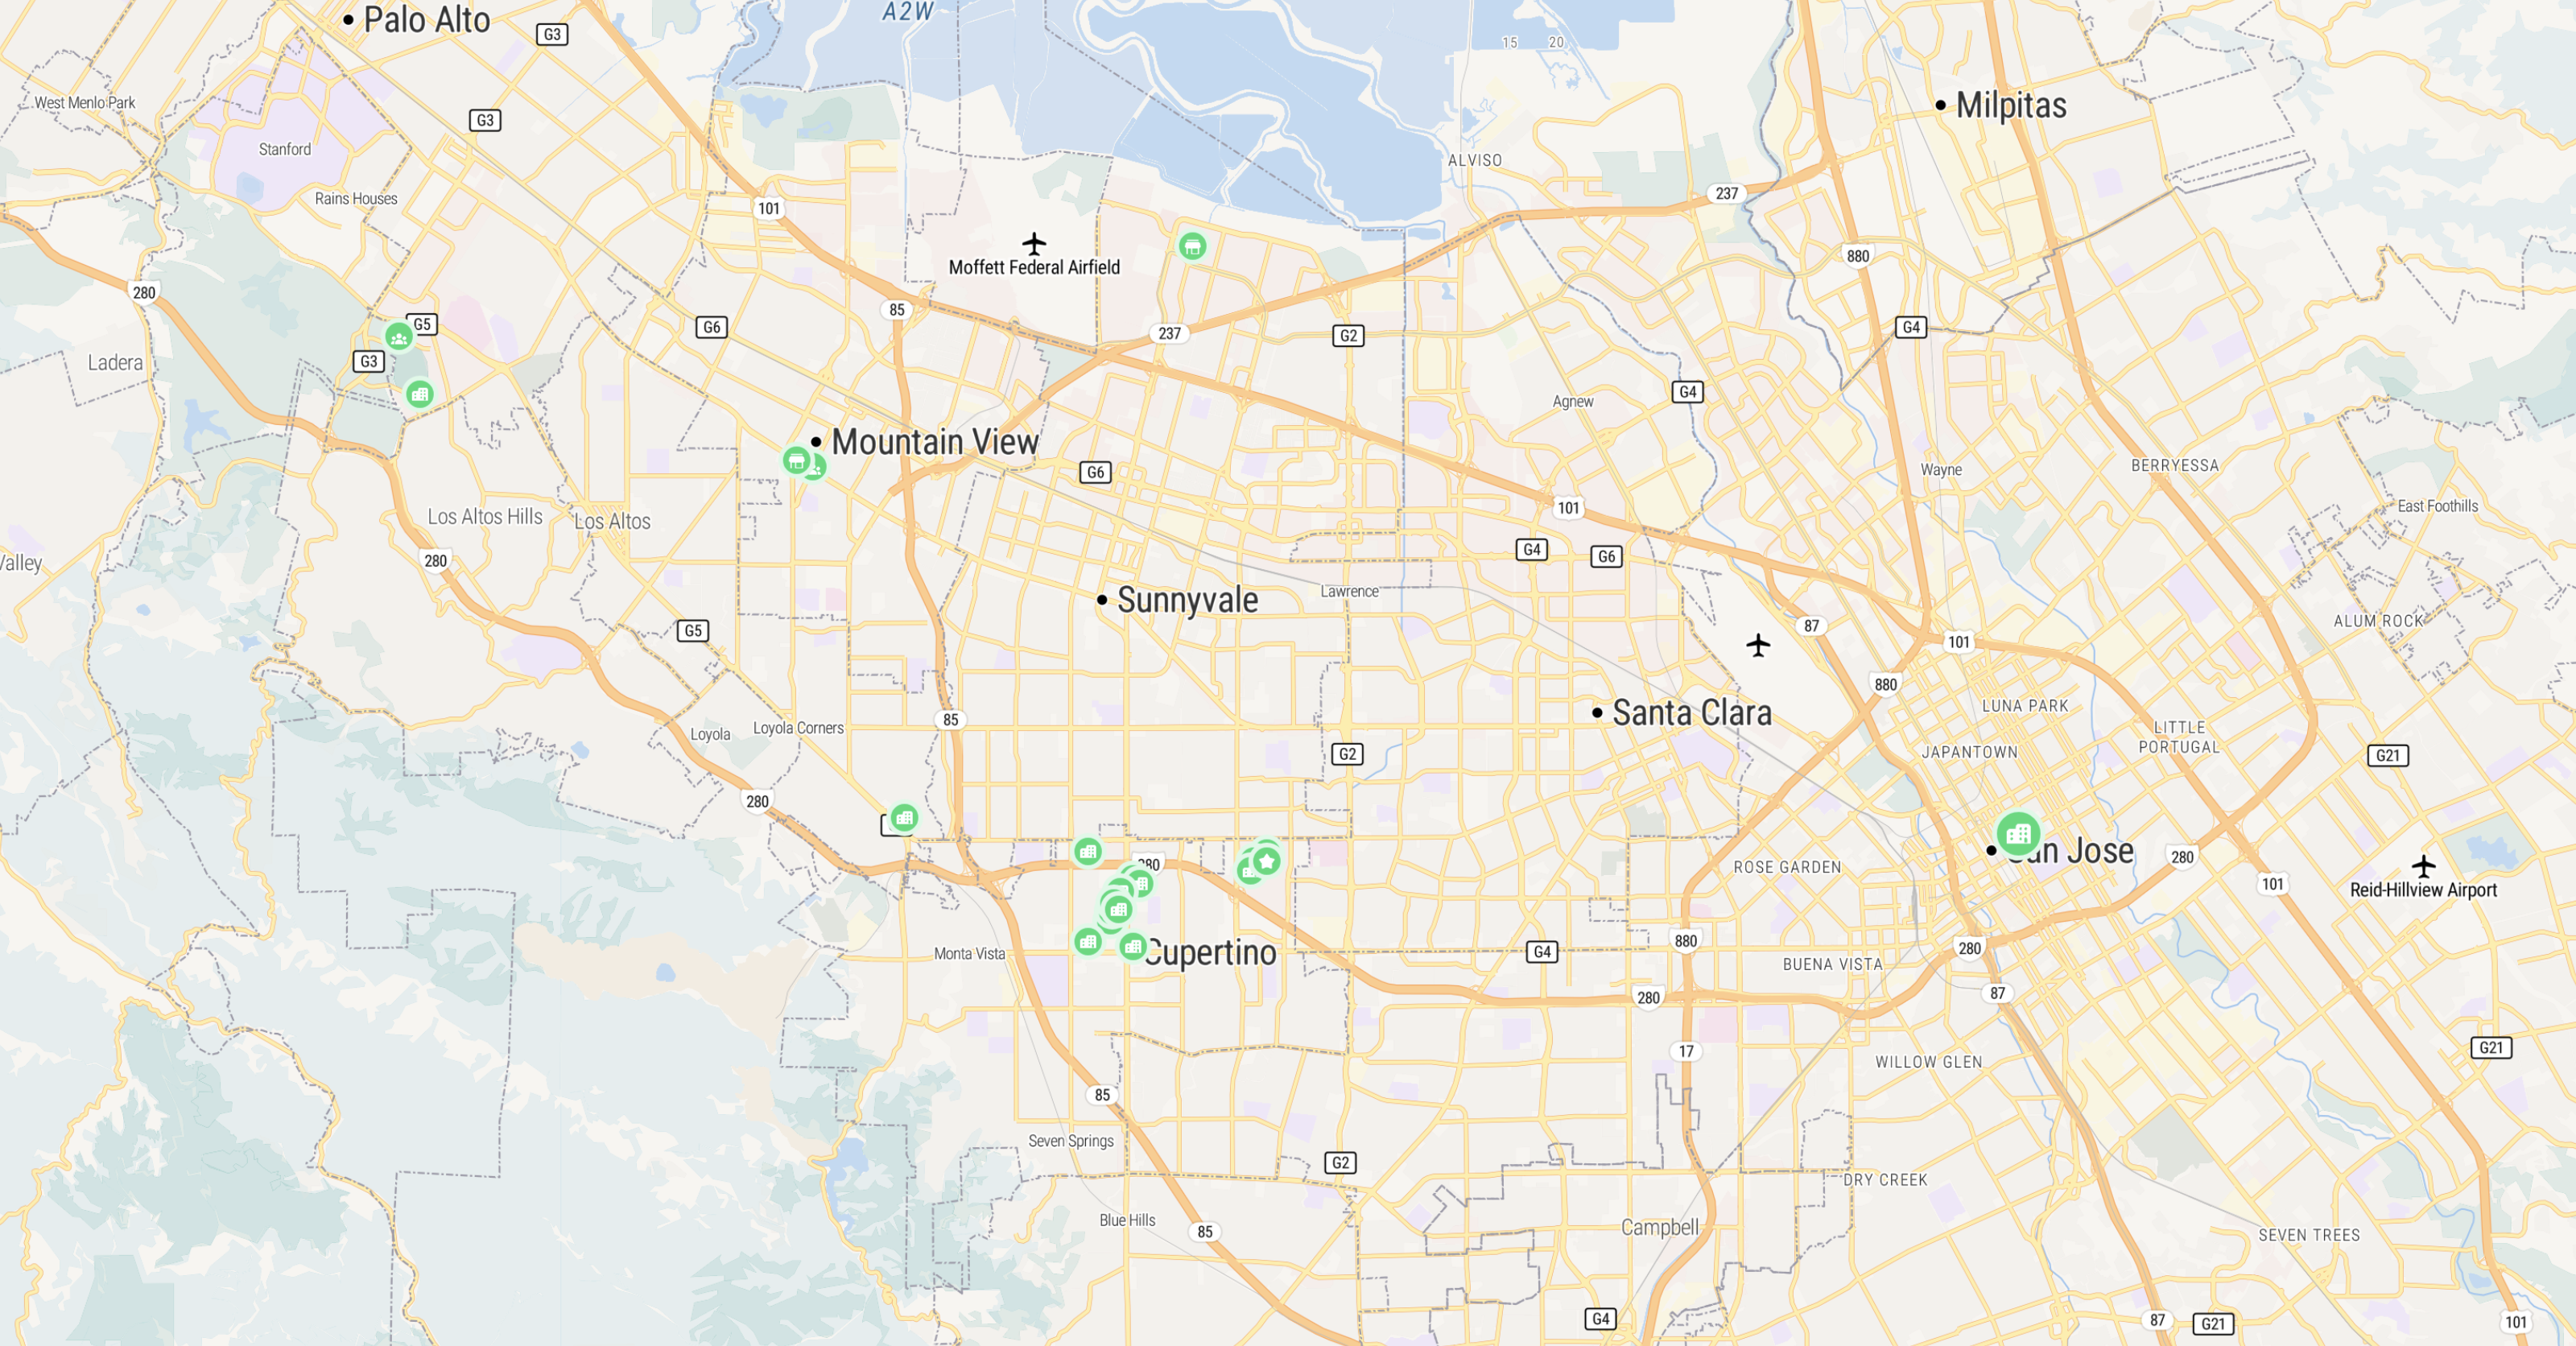 A2W
Palo Alto
G3
15
20
West Menlo Park
G3
Milpitas
Stanford
ALVISO
Rains Houses
237
101
Moffett Federal Airfield
880
280
85
G5
G6
237
G2
G4
Ladera
G3
G4
Agnew
Mountain View
G6
Wayne
BERRYESSA
101
East Foothills
Los Altos Hills
Los Altos
G4
G6
280
Valley
Lawrence
Sunnyvale
ALUM ROCK
G5
87
101
880
LUNA PARK
Santa Clara
85
Loyola Corners
Loyola
LITTLE
PORTUGAL
JAPANTOWN
G2
G21
280
San Jose
280
ROSE GARDEN
280
101
Reid-Hillview Airport
880
280
Monta Vista
Cupertino
G4
BUENA VISTA
280
87
G21
17
WILLOW GLEN
85
Seven Springs
G2
DRY CREEK
Blue Hills
Campbell
85
SEVEN TREES
G4
87
G21
101